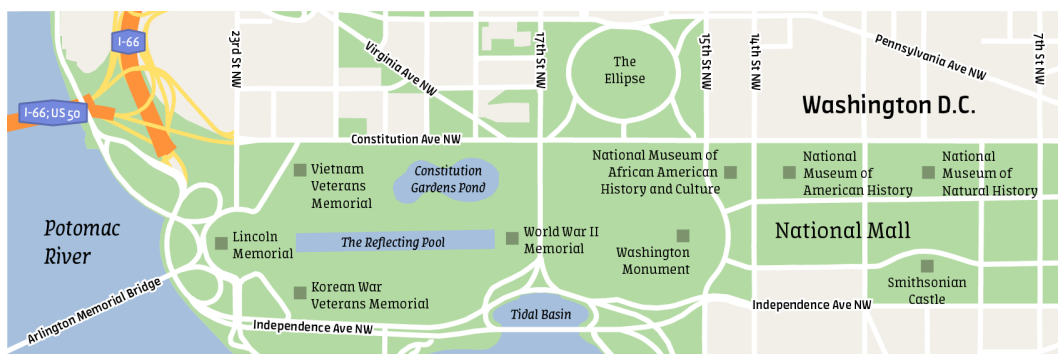 I-66
I-66; US 50
23rd St NW
Virginia Ave NW
17th St NW
The
Ellipse
15th St NW
14th St NW
Pennsylvania Ave NW
7th St NW
Washington D.C.
Constitution Ave NW
Vietnam
Veterans
Memorial
Constitution
Gardens Pond
National Museum of
African American
History and Culture
National
Museum of
American History
National
Museum of
Natural History
Potomac
River
Lincoln
Memorial
The Reflecting Pool
World War II
Memorial
Washington
Monument
National Mall
Smithsonian
Castle
Korean War
Veterans Memorial
Arlington Memorial Bridge
Independence Ave NW
Tidal Basin
Independence Ave NW